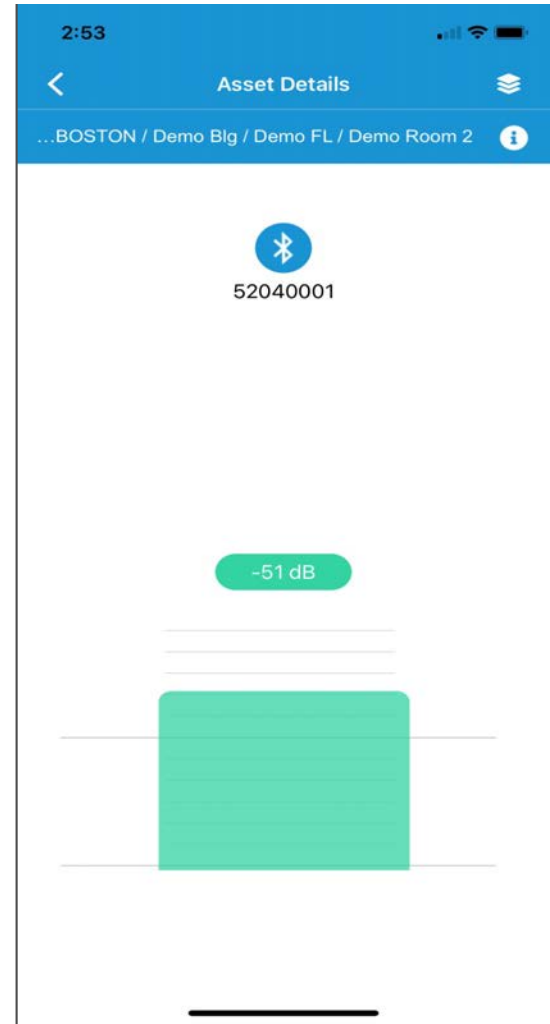 2:53
Asset Details
...BOSTON / Demo Blg / Demo FL / Demo Room 2
52040001
-51 dB